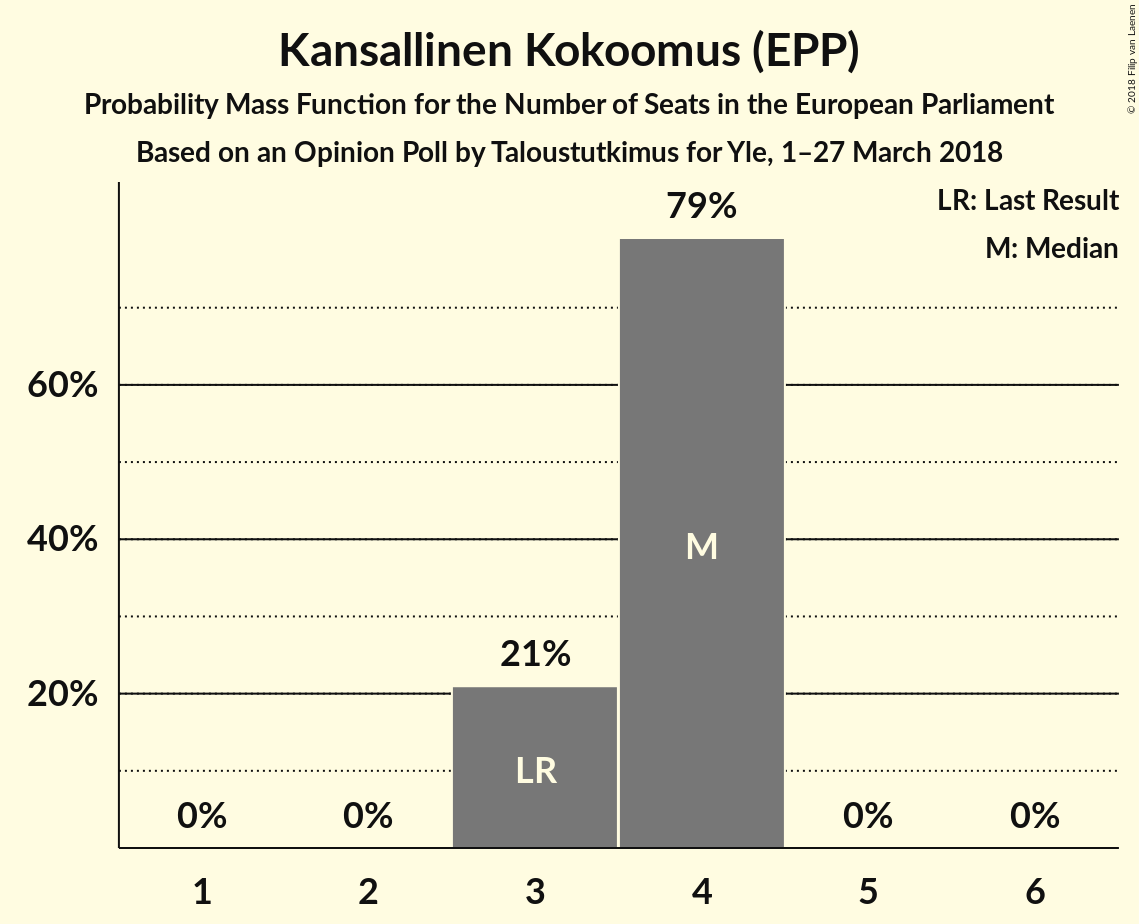 Kansallinen Kokoomus (EPP)
Probability Mass Function for the Number of Seats in the European Parliament
Based on an Opinion Poll by Taloustutkimus for Yle, 1–27 March 2018
© 2018 Filip van Laenen
LR: Last Result
M: Median
79%
60%
40%
M
21%
20%
LR
0% 0% 0% 0%
1 2 3 4 5 6